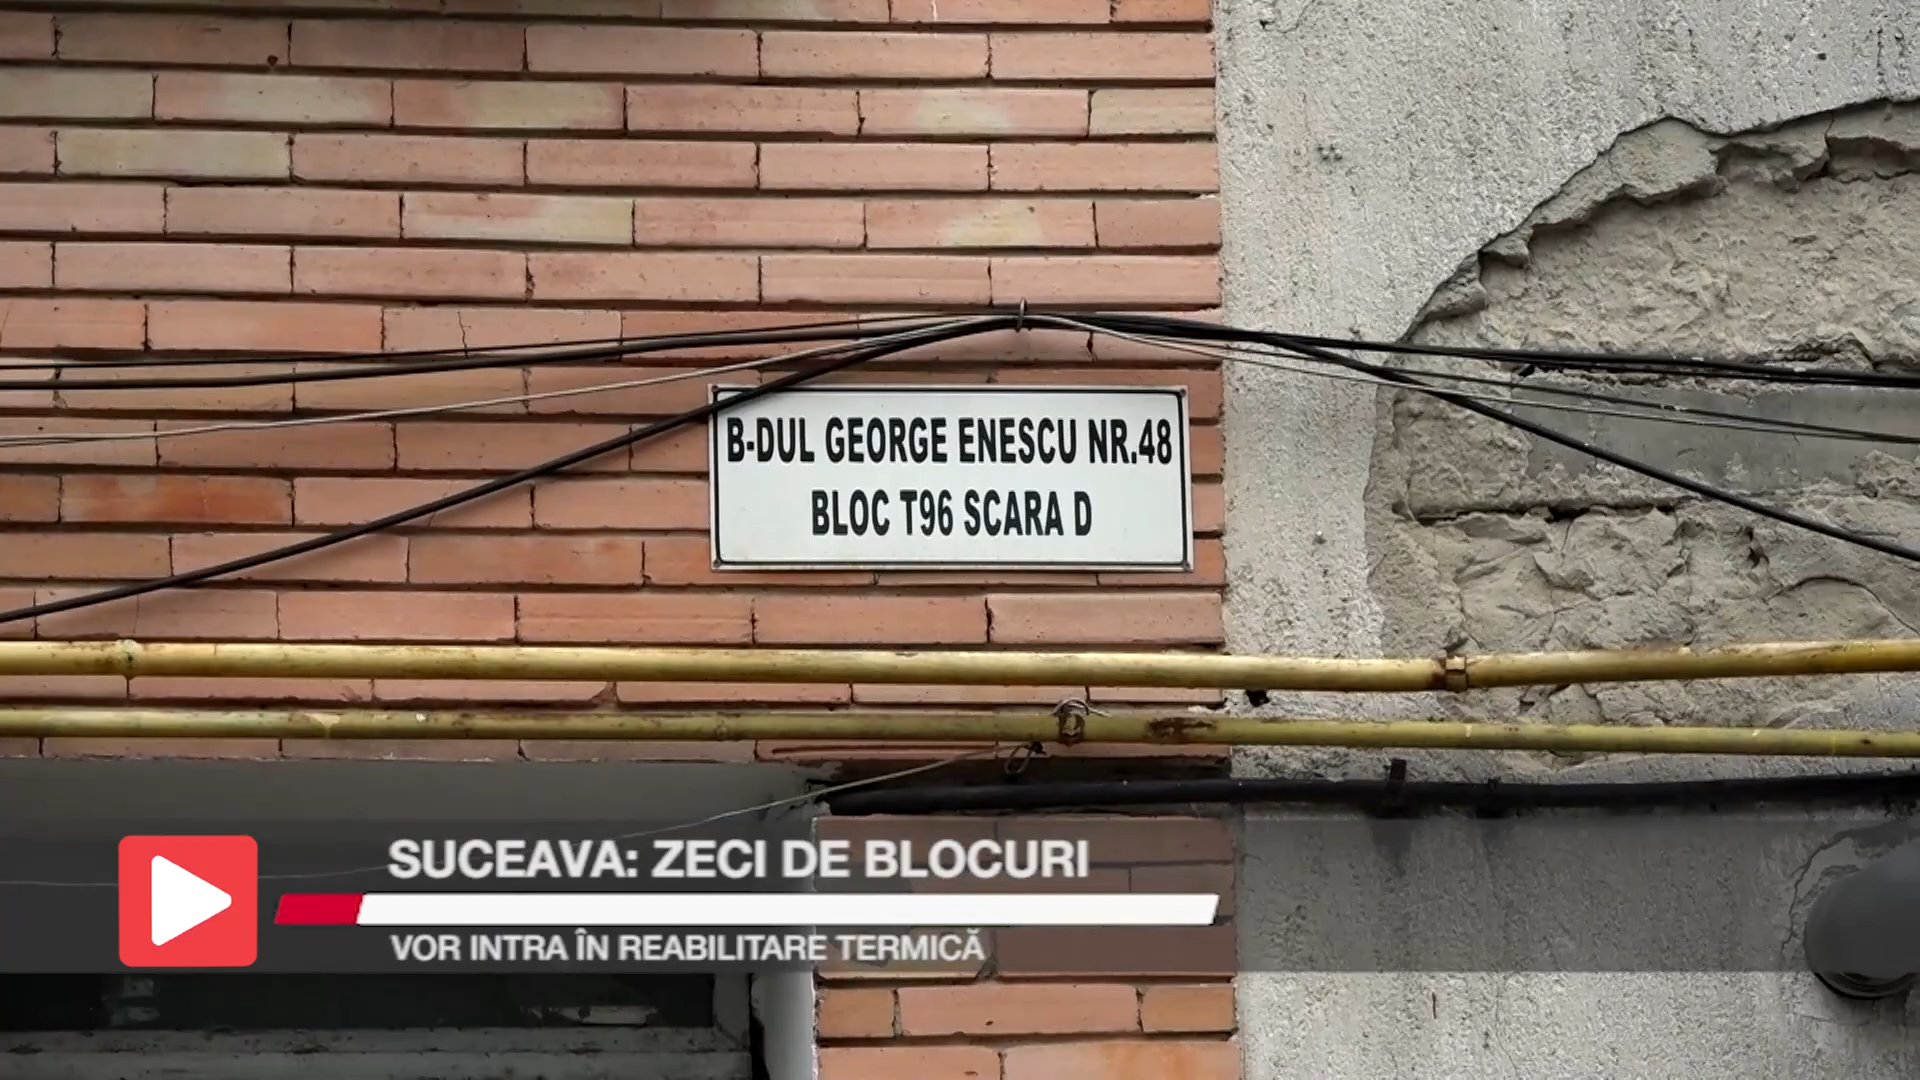 B-DUL GEORGE ENESCU NR.48
BLOC T96 SCARA D
SUCEAVA: ZECI DE BLOCURI
VOR INTRA ÎN REABILITARE TERMICĂ